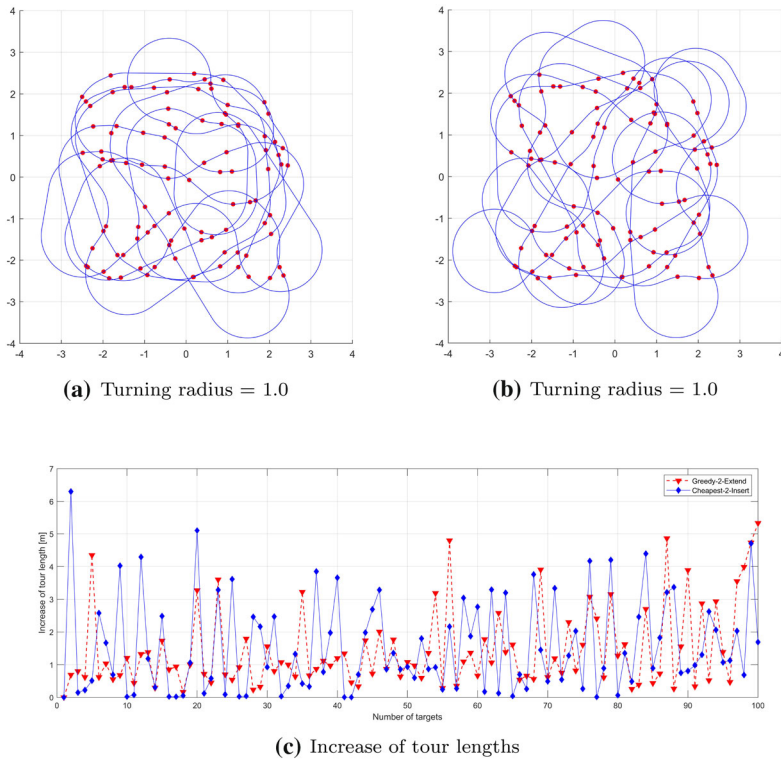 4
3
2
1
0
-1
-2
-3
-4
-4 -3 -2 -1 0 1 2 3 4
4
3
2
1
0
-1
-2
-3
-4
-4 -3 -2 -1 0 1 2 3 4
(a) Turning radius = 1.0
(b) Turning radius = 1.0
7
6
5
4
3
2
1
0
Increase of tour length [m]
Greedy-2-Extend
Cheapest-2-Insert
0 10 20 30 40 50 60 70 80 90 100
Number of targets
(c) Increase of tour lengths